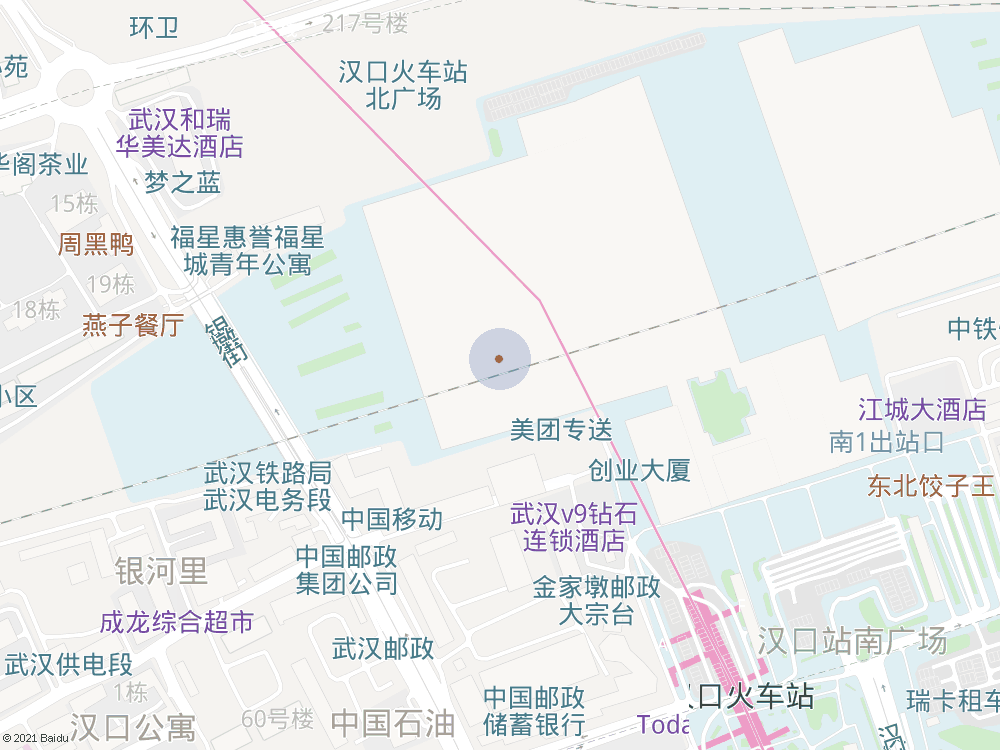 环卫
217号楼
苑
汉口火车站
北广场
武汉和瑞
华美达酒店
华阁茶业
梦之蓝
15栋
周黑鸭
福星惠誉福星
城青年公寓
19栋
18栋
燕子餐厅
银墩街
中铁
小区
江城大酒店
美团专送
南1出站口
创业大厦
武汉铁路局
武汉电务段
东北饺子王
中国移动
武汉v9钻石
连锁酒店
中国邮政
集团公司
银河里
金家墩邮政
大宗台
成龙综合超市
汉口站南广场
武汉邮政
武汉供电段
1栋
中国邮政
储蓄银行
口火车站
瑞卡租车
汉口公寓
60号楼
中国石油
Toda
汉
© 2021 Baidu